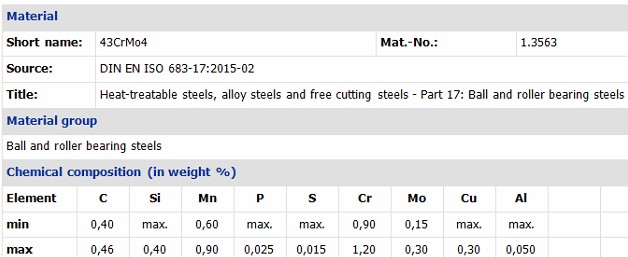 Material
Short name: 43CrMo4 Mat.-No.: 1.3563
Source: DIN EN ISO 683-17:2015-02
Title: Heat-treatable steels, alloy steels and free cutting steels - Part 17: Ball and roller bearing steels
Material group
Ball and roller bearing steels
Chemical composition (in weight %)
Element C Si Mn P S Cr Mo Cu Al
min 0,40 max. 0,60 max. max. 0,90 0,15 max. max.
max 0,46 0,40 0,90 0,025 0,015 1,20 0,30 0,30 0,050